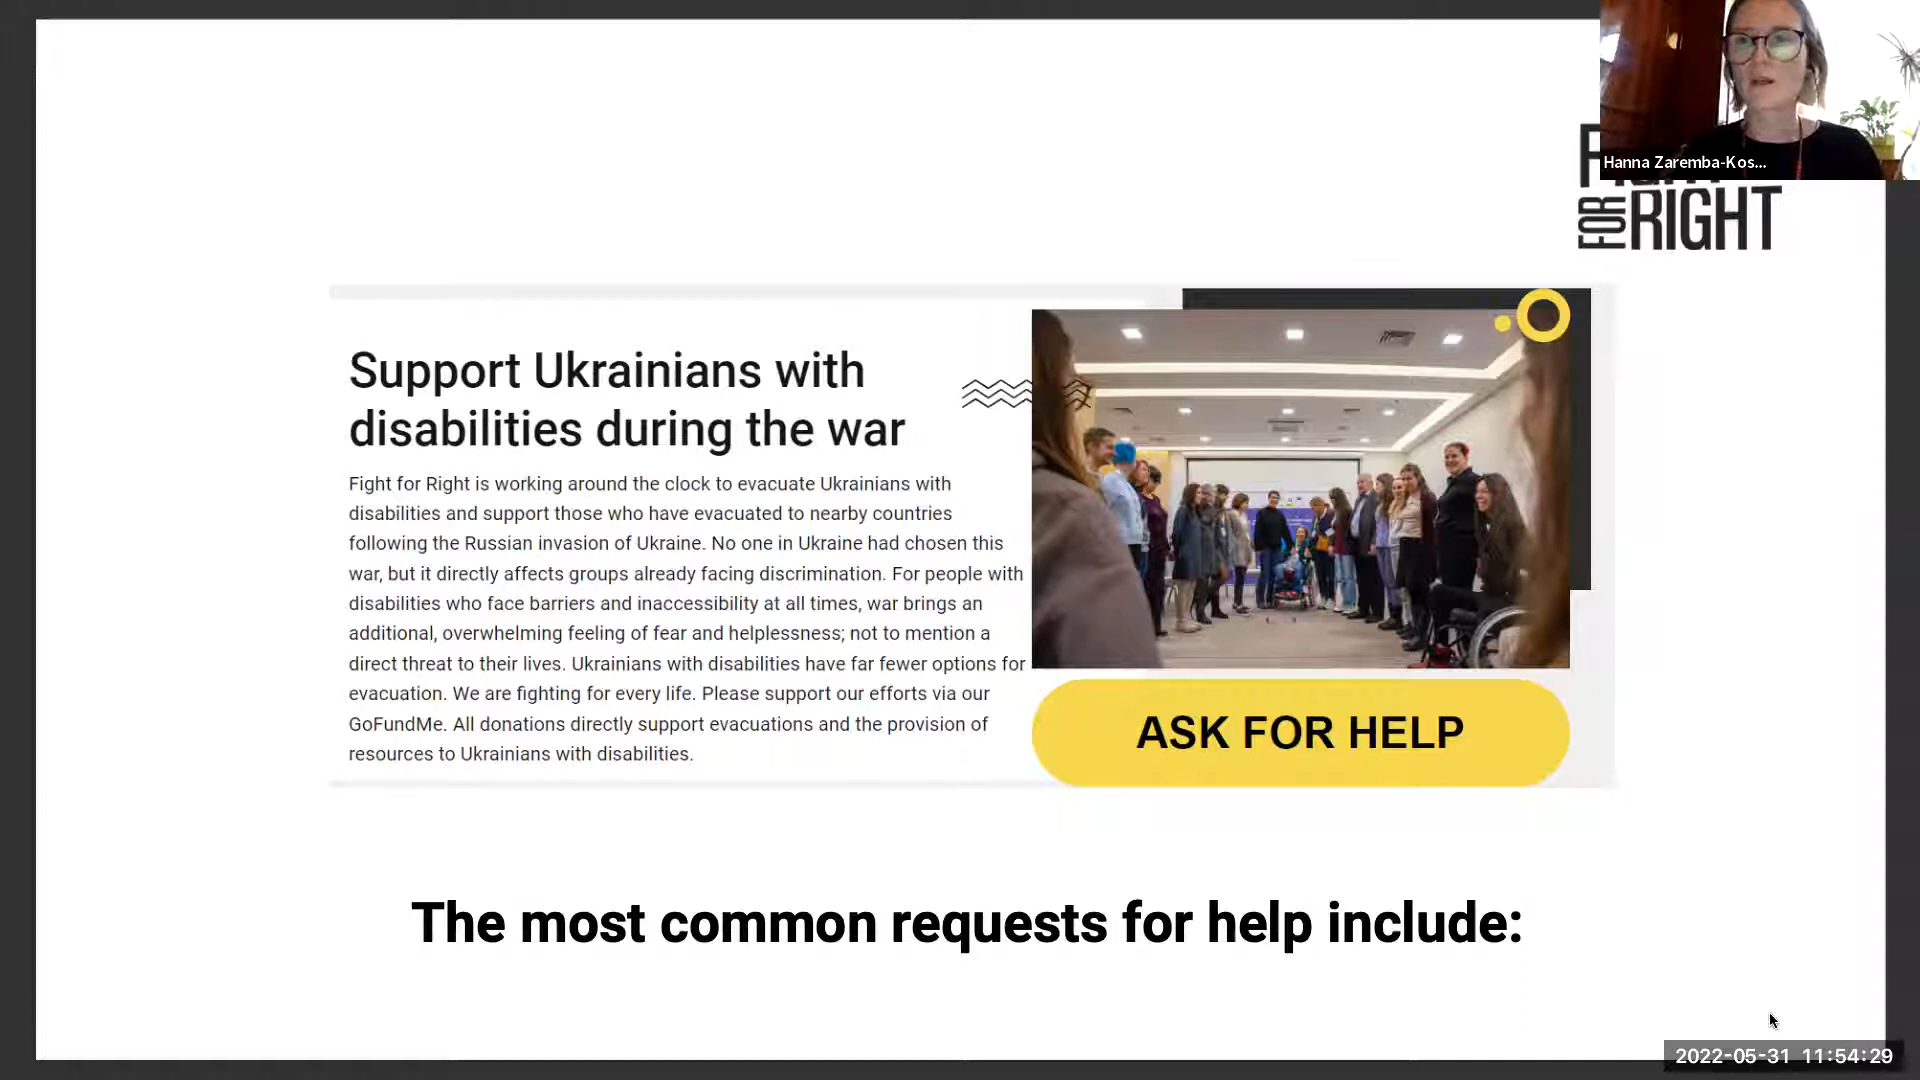 Hanna Zaremba-Kos...
FOR RIGHT
Support Ukrainians with
disabilities during the war
Fight for Right is working around the clock to evacuate Ukrainians with
disabilities and support those who have evacuated to nearby countries
following the Russian invasion of Ukraine. No one in Ukraine had chosen this
war, but it directly affects groups already facing discrimination. For people with
disabilities who face barriers and inaccessibility at all times, war brings an
additional, overwhelming feeling of fear and helplessness; not to mention a
direct threat to their lives. Ukrainians with disabilities have far fewer options for
evacuation. We are fighting for every life. Please support our efforts via our
GoFundMe. All donations directly support evacuations and the provision of
resources to Ukrainians with disabilities.
ASK FOR HELP
The most common requests for help include:
2022-05-31 11:54:29